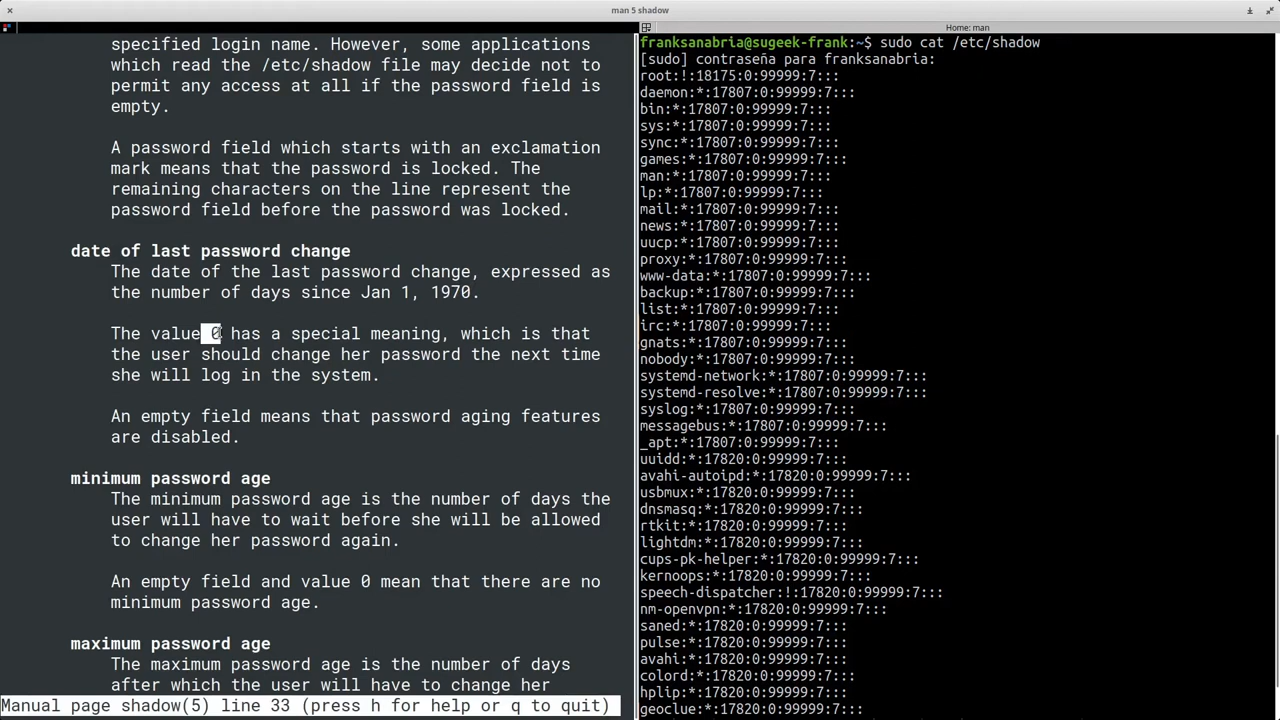 man 5 shadow
specified login name. However, some applications
which read the /etc/shadow file may decide not to
permit any access at all if the password field is
empty.
A password field which starts with an exclamation
mark means that the password is locked. The
remaining characters on the line represent the
password field before the password was locked.
date of last password change
The date of the last password change, expressed as
the number of days since Jan 1, 1970.
The value 0 has a special meaning, which is that
the user should change her password the next time
she will log in the system.
An empty field means that password aging features
are disabled.
minimum password age
The minimum password age is the number of days the
user will have to wait before she will be allowed
to change her password again.
An empty field and value 0 mean that there are no
minimum password age.
maximum password age
The maximum password age is the number of days
after which the user will have to change her
Manual page shadow(5) line 33 (press h for help or q to quit)
Home: man
franksanabria@sugeek-frank:~$ sudo cat /etc/shadow
[sudo] contraseña para franksanabria:
root:!:18175:0:99999:7:::
daemon:*:17807:0:99999:7:::
bin:*:17807:0:99999:7:::
sys:*:17807:0:99999:7:::
sync:*:17807:0:99999:7:::
games:*:17807:0:99999:7:::
man:*:17807:0:99999:7:::
lp:*:17807:0:99999:7:::
mail:*:17807:0:99999:7:::
news:*:17807:0:99999:7:::
uucp:*:17807:0:99999:7:::
proxy:*:17807:0:99999:7:::
www-data:*:17807:0:99999:7:::
backup:*:17807:0:99999:7:::
list:*:17807:0:99999:7:::
irc:*:17807:0:99999:7:::
gnats:*:17807:0:99999:7:::
nobody:*:17807:0:99999:7:::
systemd-network:*:17807:0:99999:7:::
systemd-resolve:*:17807:0:99999:7:::
syslog:*:17807:0:99999:7:::
messagebus:*:17807:0:99999:7:::
_apt:*:17807:0:99999:7:::
uuidd:*:17820:0:99999:7:::
avahi-autoipd:*:17820:0:99999:7:::
usbmux:*:17820:0:99999:7:::
dnsmasq:*:17820:0:99999:7:::
rtkit:*:17820:0:99999:7:::
lightdm:*:17820:0:99999:7:::
cups-pk-helper:*:17820:0:99999:7:::
kernoops:*:17820:0:99999:7:::
speech-dispatcher:!:17820:0:99999:7:::
nm-openvpn:*:17820:0:99999:7:::
saned:*:17820:0:99999:7:::
pulse:*:17820:0:99999:7:::
avahi:*:17820:0:99999:7:::
colord:*:17820:0:99999:7:::
hplip:*:17820:0:99999:7:::
geoclue:*:17820:0:99999:7:::